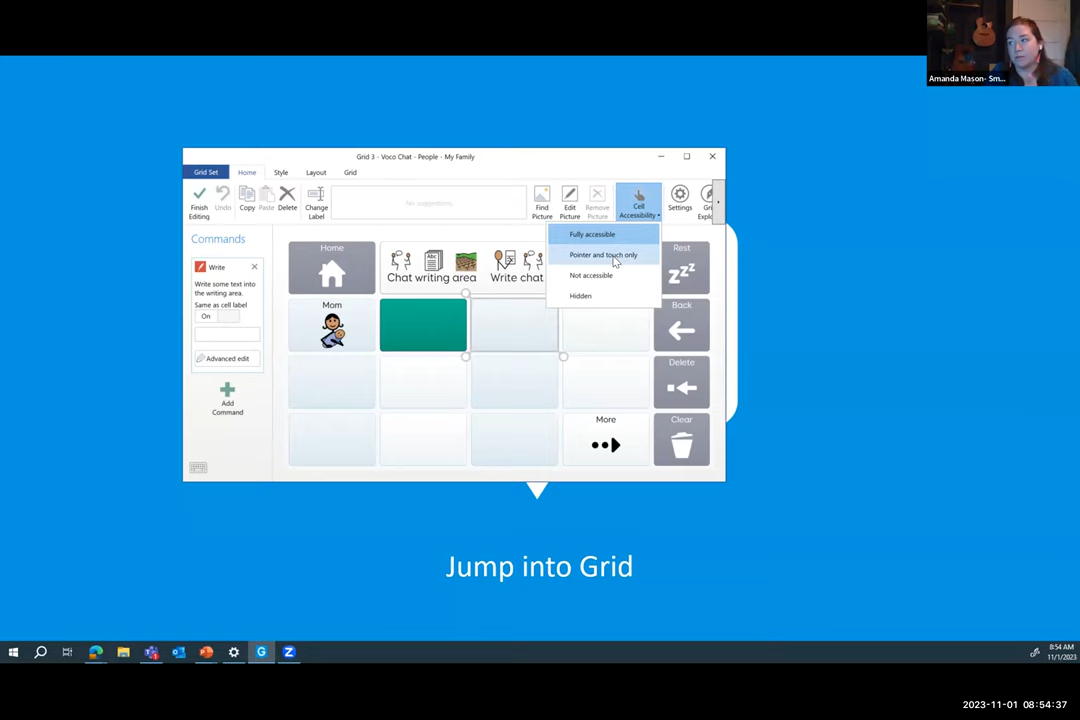 Amanda Mason- Sm...
Grid 3 - Voco Chat - People - My Family
Grid Set Home Style Layout Grid
Finish Editing
Undo
Copy
Paste
Delete
Change Label
No suggestions.
Find Picture
Edit Picture
Remove Picture
Cell Accessibility
Settings
Gri Explo
Fully accessible
Pointer and touch only
Not accessible
Hidden
Commands
Write
Write some text into the writing area.
Same as cell label
On
Advanced edit
Add Command
Home
Abc
Chat writing area
Write chat
Rest
zzz
Mom
Back
Delete
More
Clear
Jump into Grid
8:54 AM
11/1/2023
2023-11-01 08:54:37